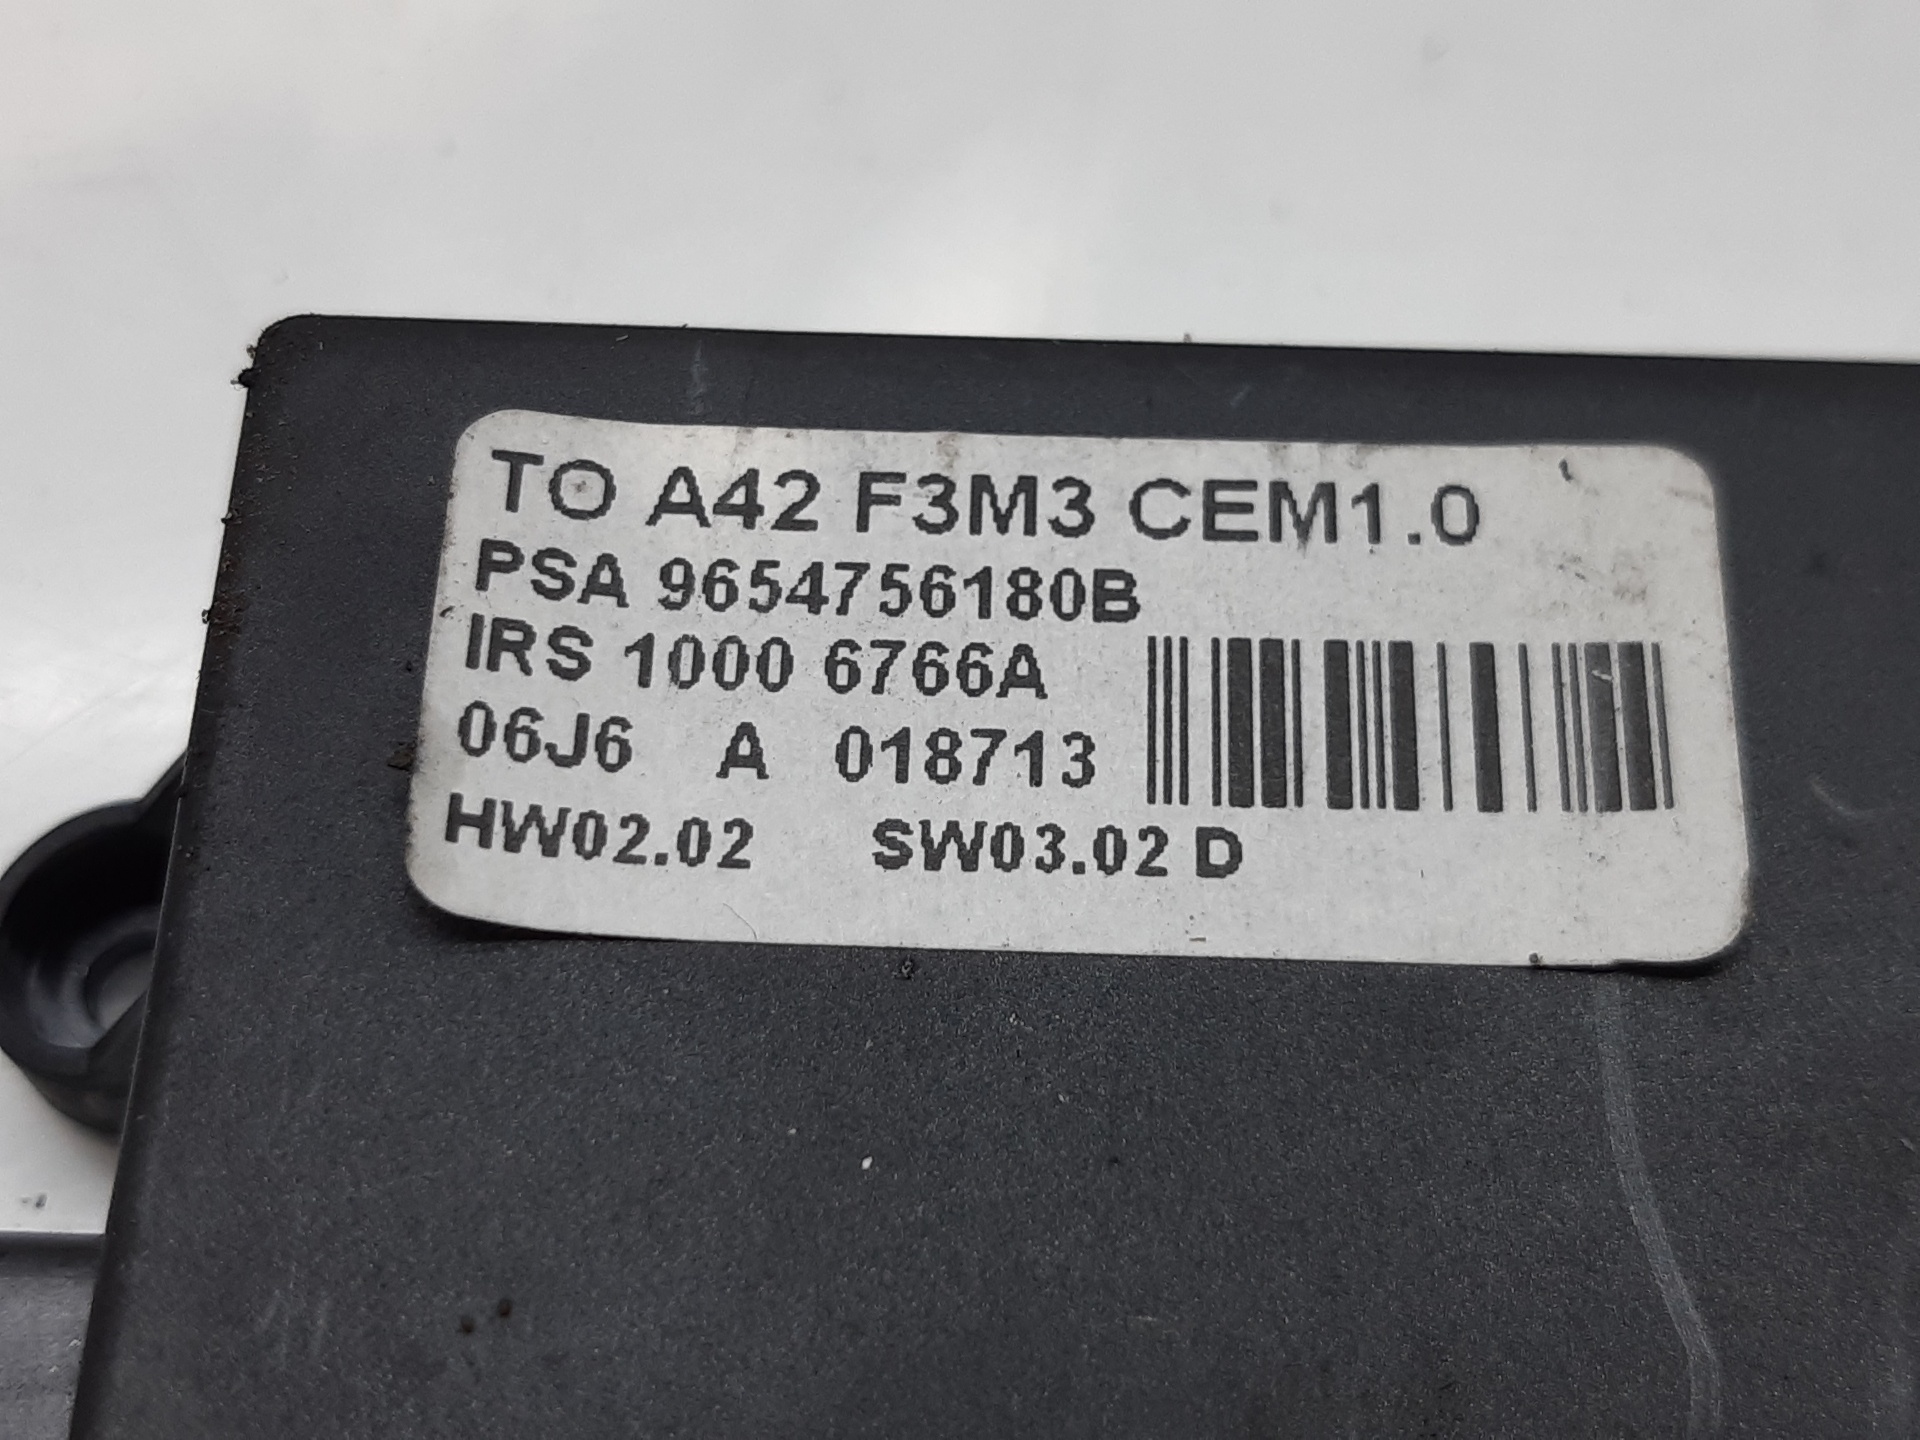 TO A42 F3M3 CEM1.0
PSA 9654756180B
IRS 1000 6766A
06J6 A 018713
HW02.02 SW03.02 D